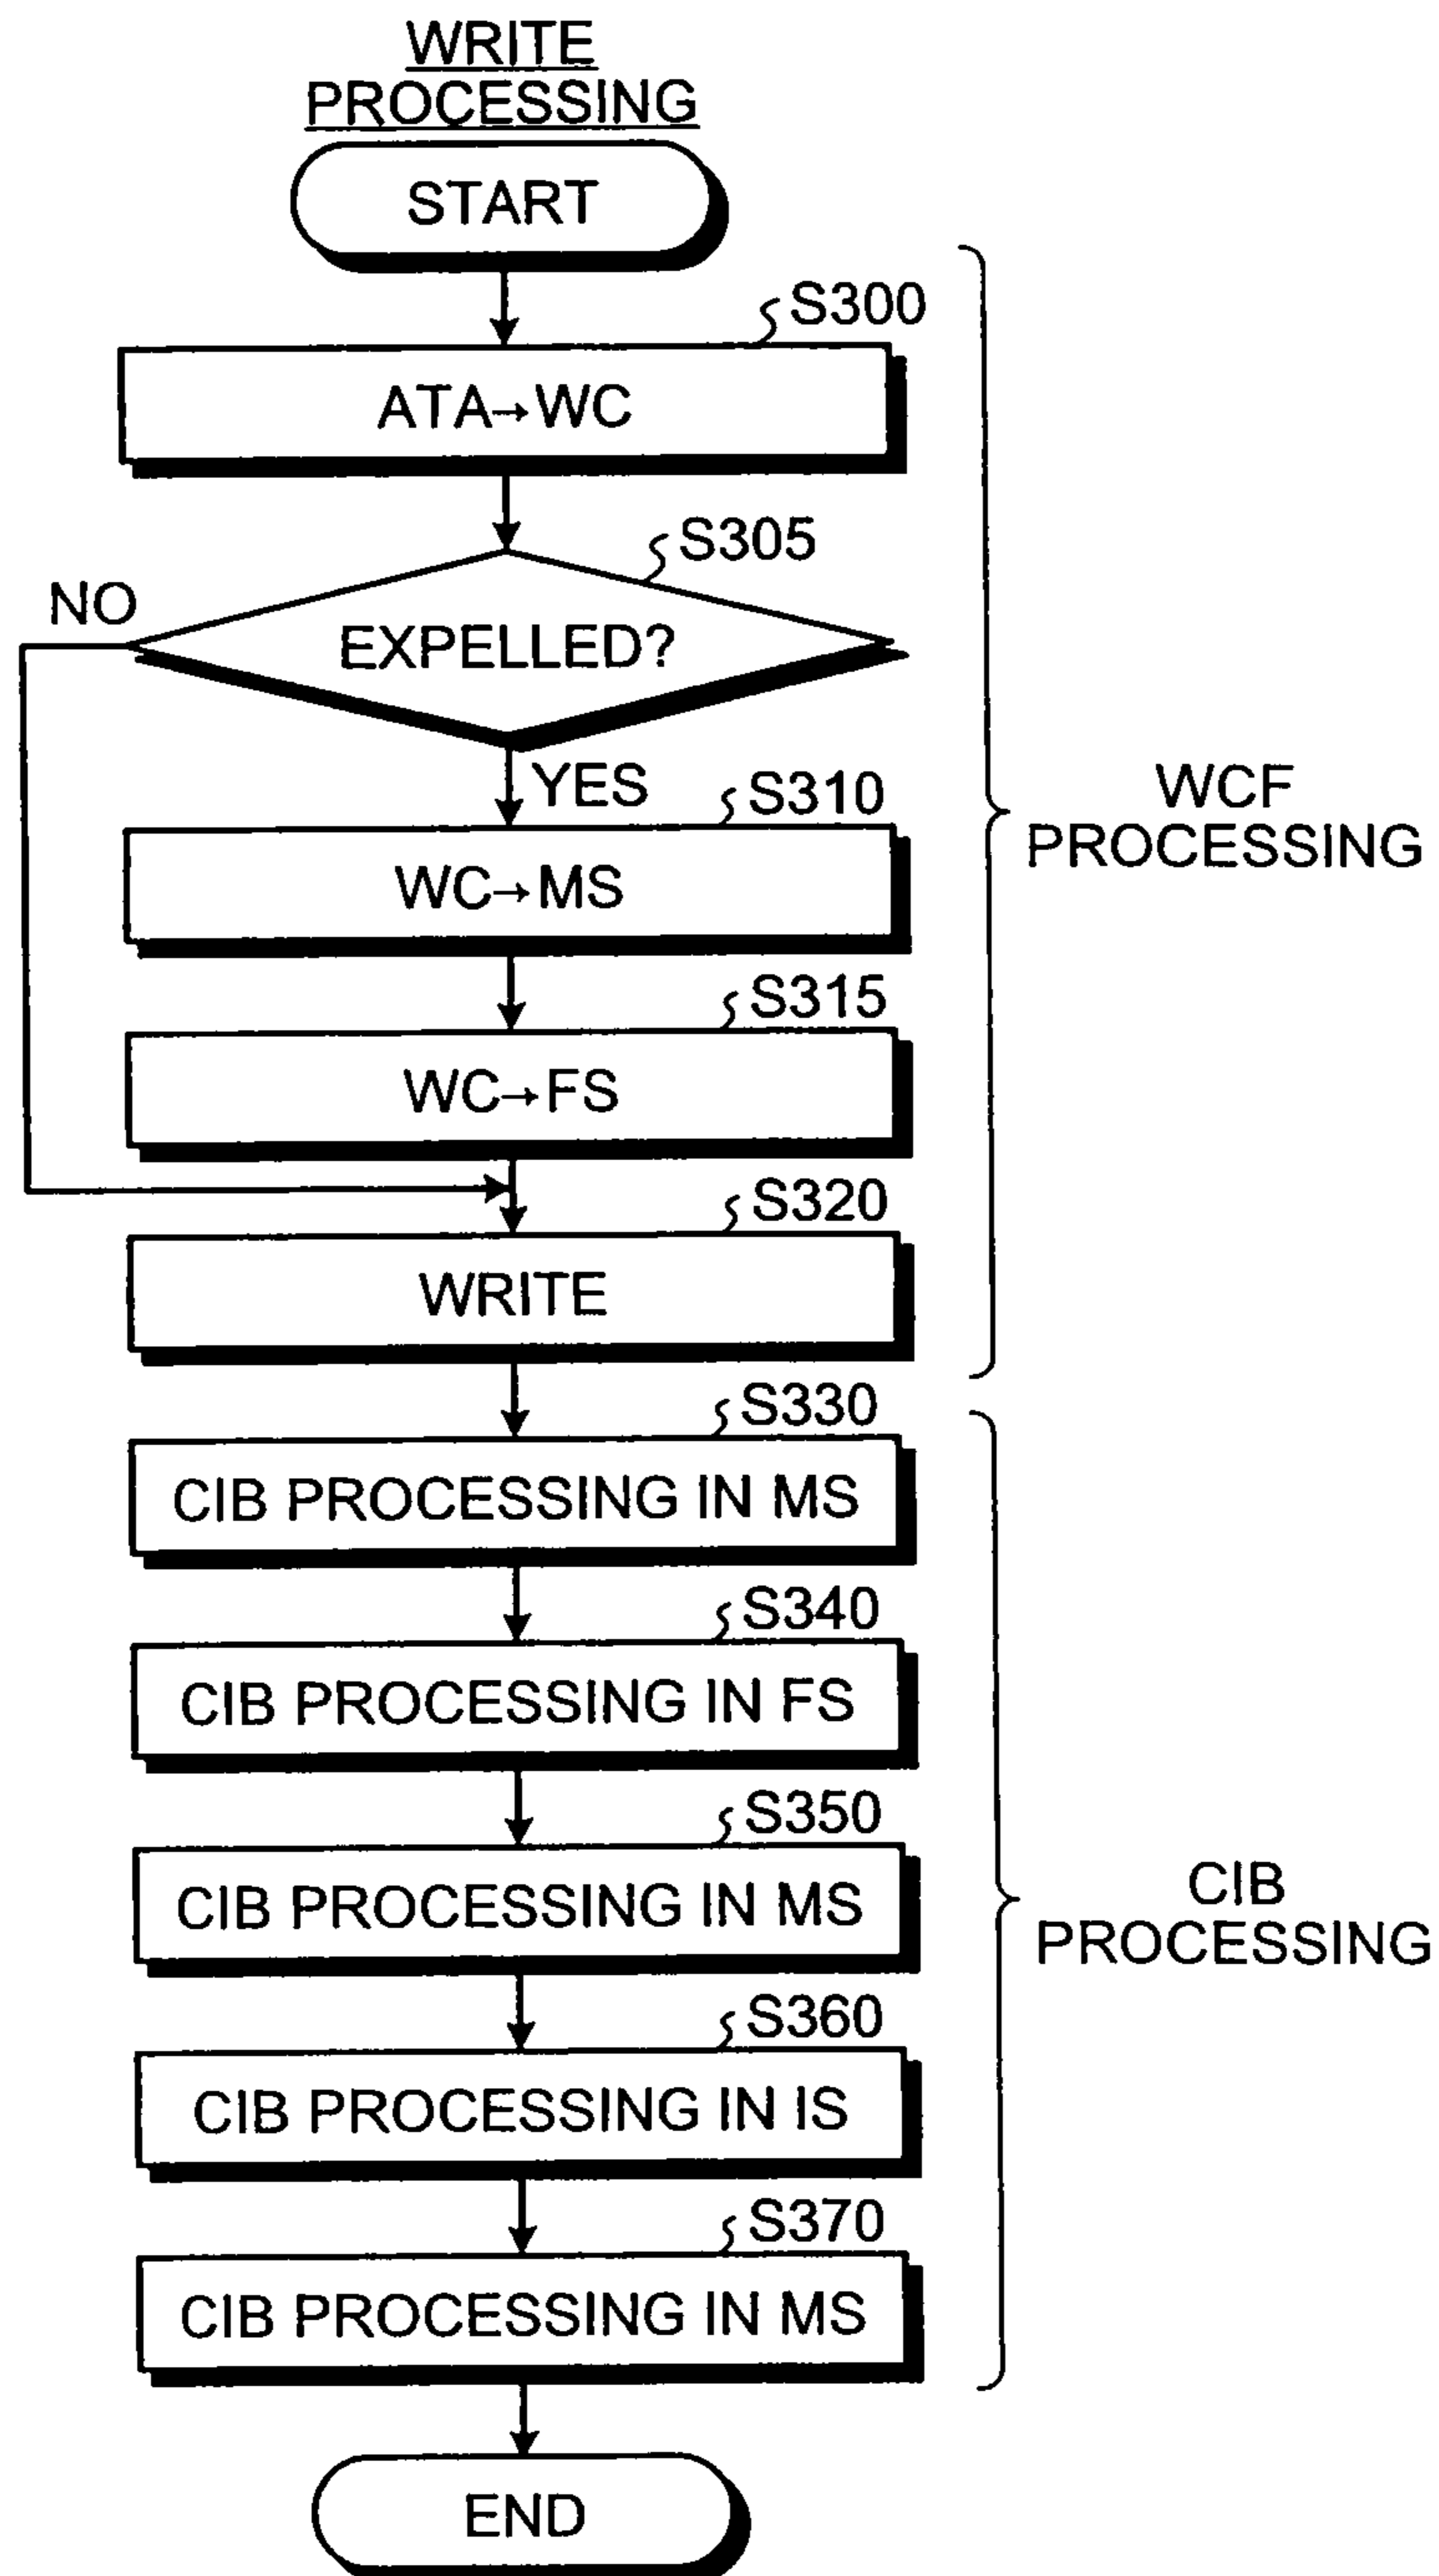 WRITE
PROCESSING
START
S300
ATA→WC
S305
NO
EXPELLED?
YES
S310
WC→MS
WCF
PROCESSING
S315
WC→FS
S320
WRITE
S330
CIB PROCESSING IN MS
S340
CIB PROCESSING IN FS
S350
CIB PROCESSING IN MS
CIB
PROCESSING
S360
CIB PROCESSING IN IS
S370
CIB PROCESSING IN MS
END